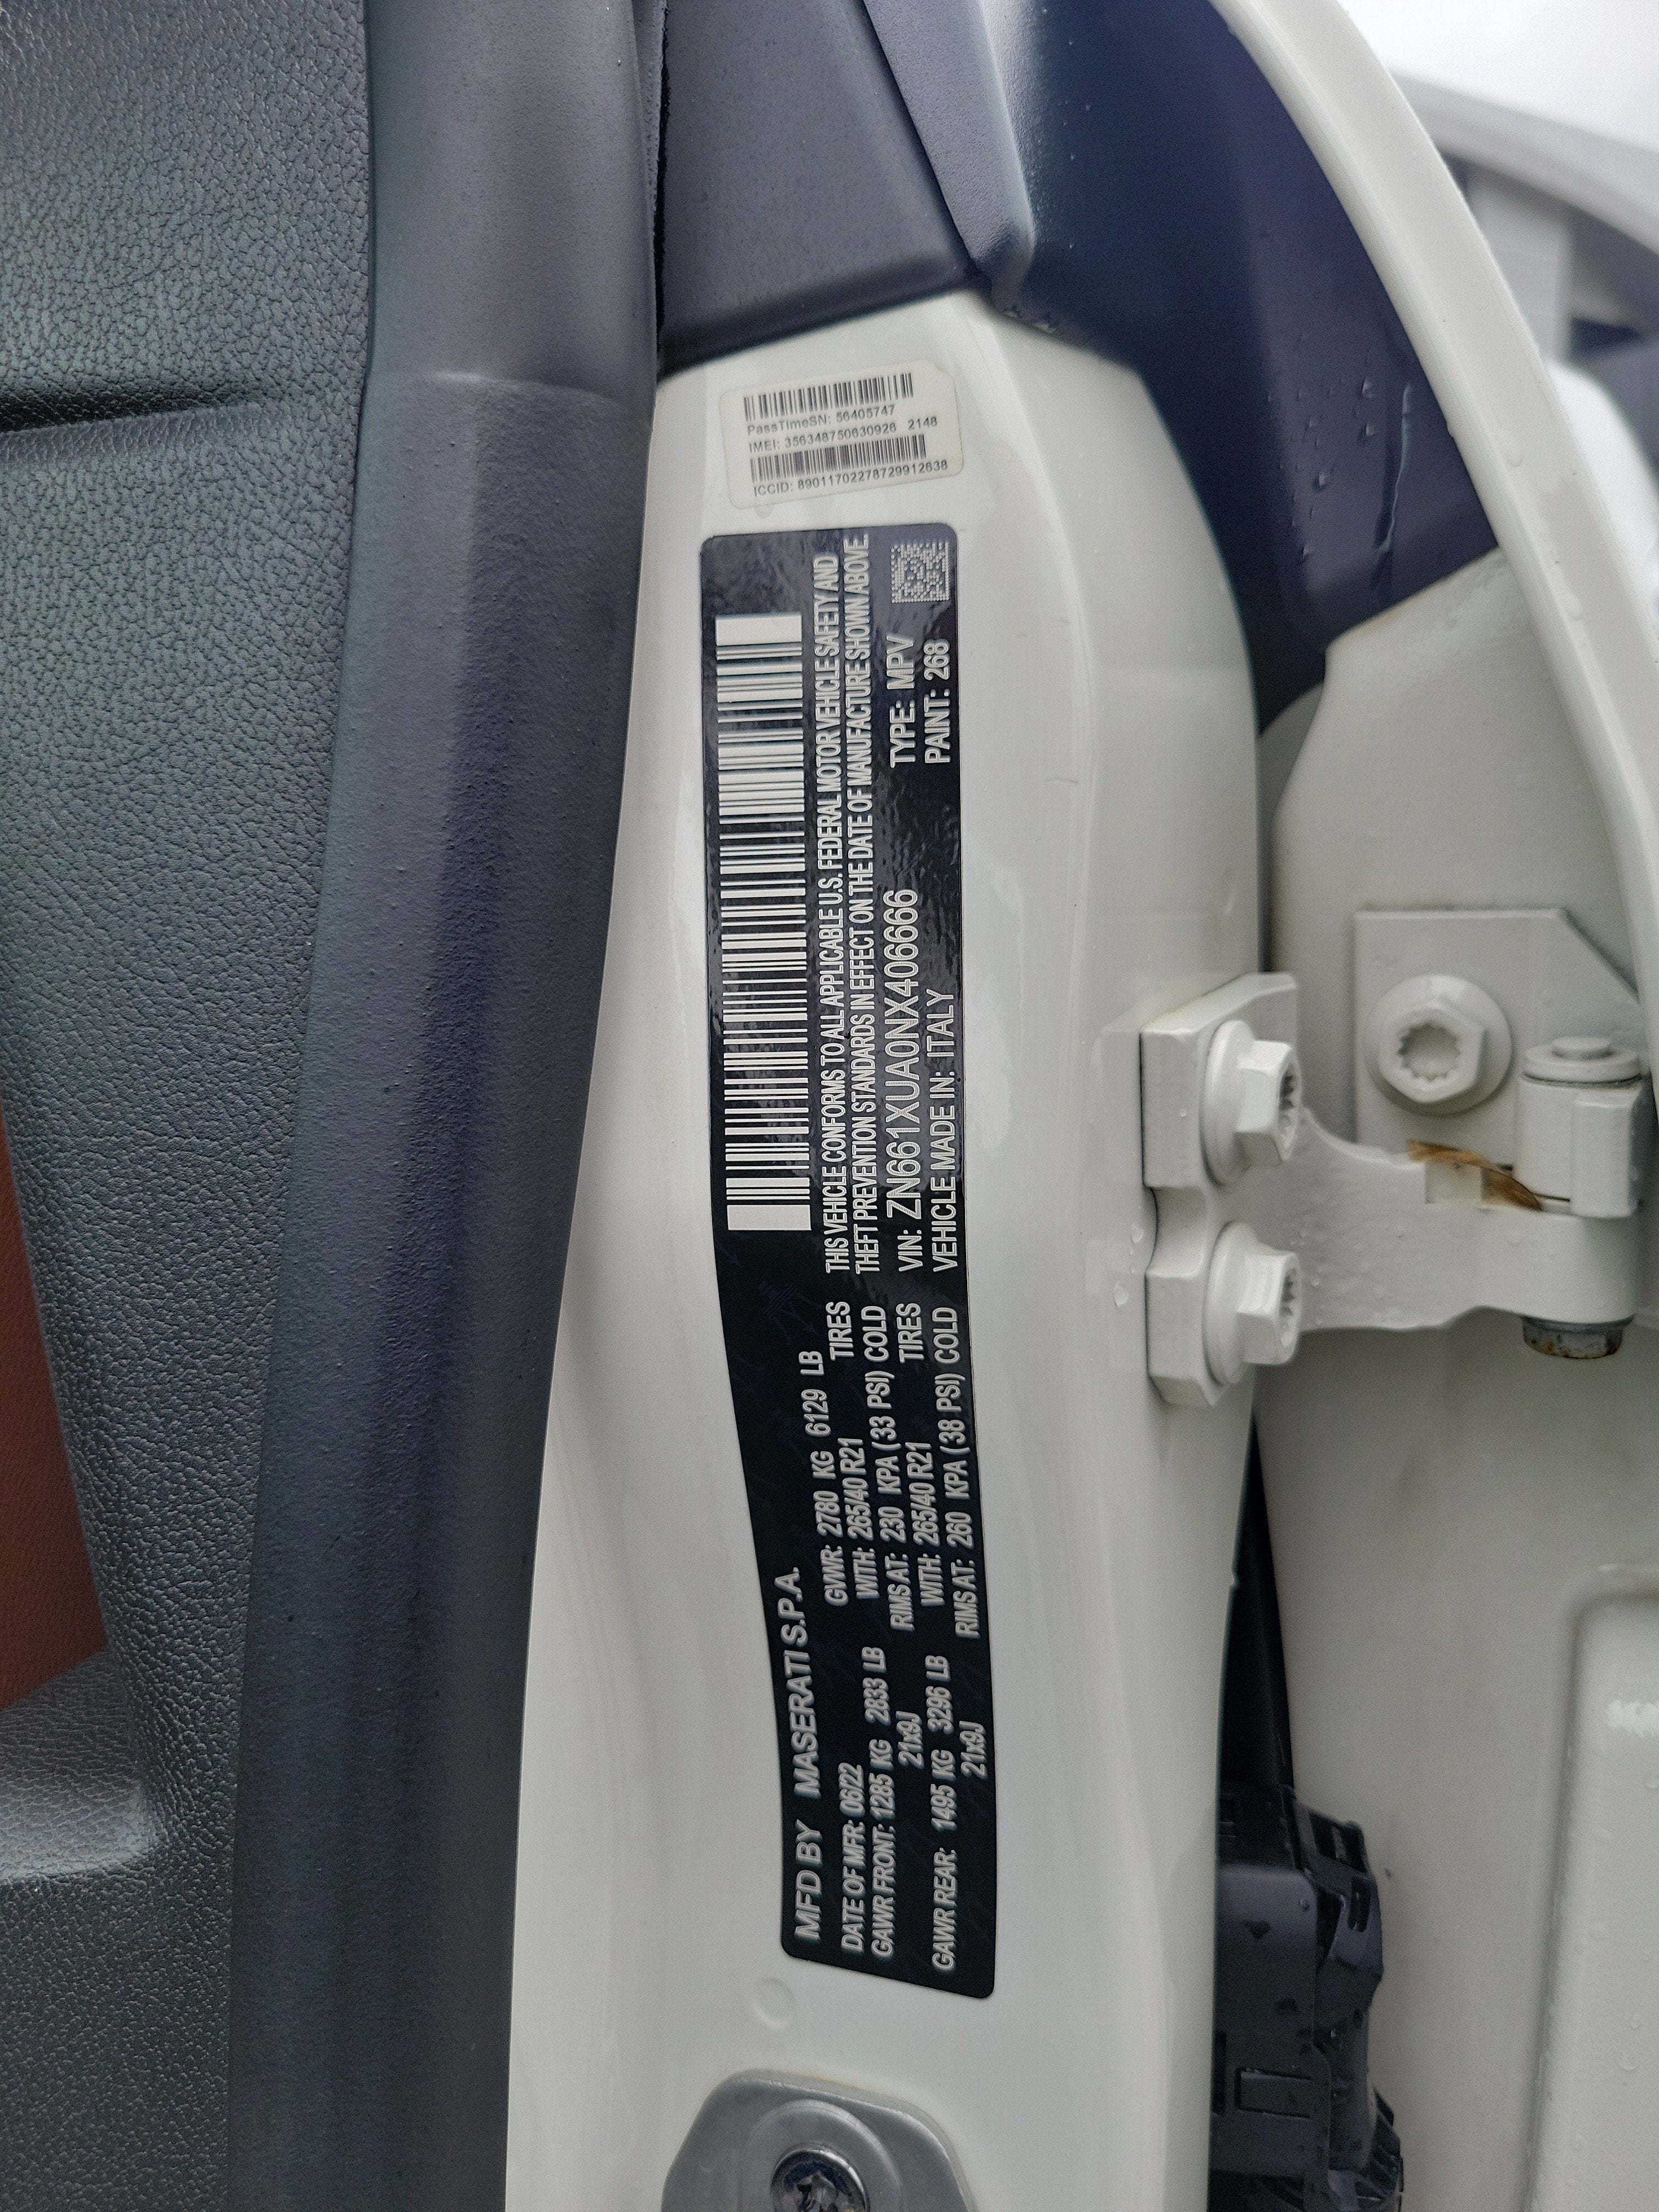 PassTimeSN: 56405747
IMEI: 356348750630926 2148
ICCID: 89011702278729912638
MFD BY MASERATI S.P.A.
DATE OF MFR: 06/22
GAWR FRONT: 1285 KG 2833 LB
21x9J
GAWR REAR: 1495 KG 3296 LB
21x9J
GVWR: 2780 KG 6129 LB
WITH: 265/40 R21 TIRES
RIMS AT: 230 KPA (33 PSI) COLD
WITH: 265/40 R21 TIRES
RIMS AT: 260 KPA (38 PSI) COLD
THIS VEHICLE CONFORMS TO ALL APPLICABLE U.S. FEDERAL MOTOR VEHICLE SAFETY AND
THEFT PREVENTION STANDARDS IN EFFECT ON THE DATE OF MANUFACTURE SHOWN ABOVE.
VIN: ZN661XUA0NX406666 TYPE: MPV
VEHICLE MADE IN: ITALY PAINT: 268